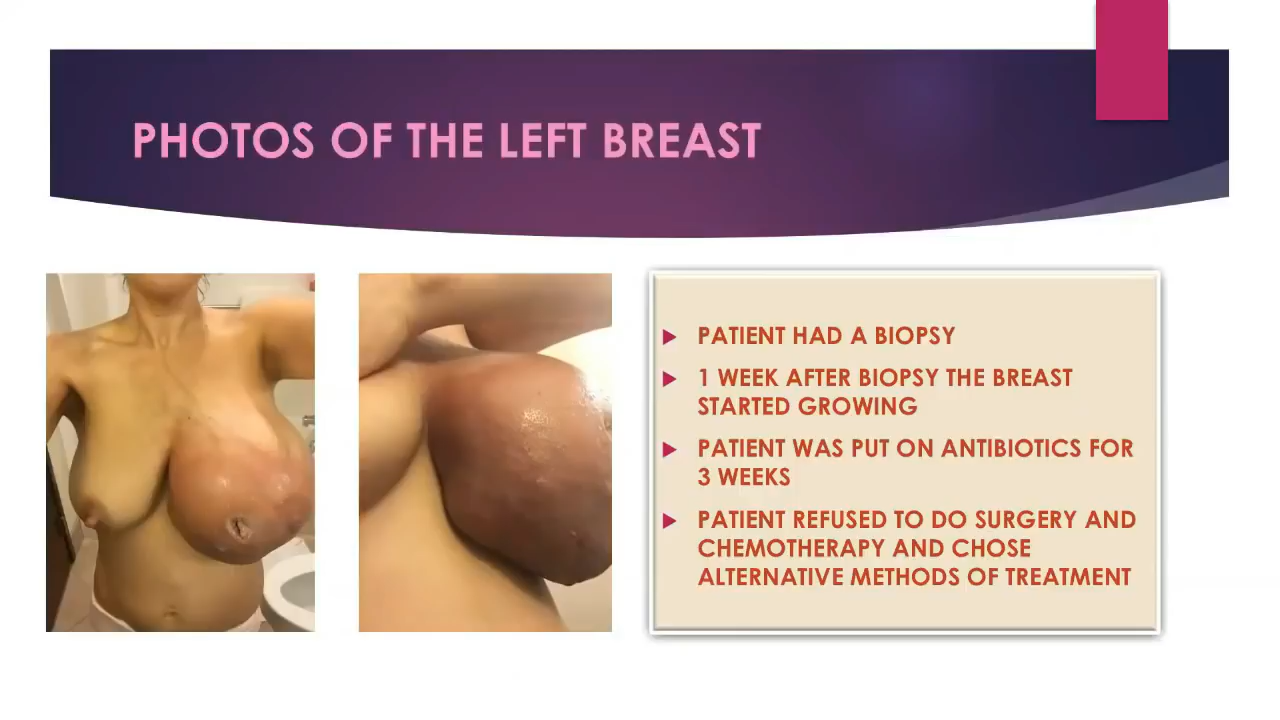 PHOTOS OF THE LEFT BREAST
PATIENT HAD A BIOPSY
1 WEEK AFTER BIOPSY THE BREAST
STARTED GROWING
PATIENT WAS PUT ON ANTIBIOTICS FOR
3 WEEKS
PATIENT REFUSED TO DO SURGERY AND
CHEMOTHERAPY AND CHOSE
ALTERNATIVE METHODS OF TREATMENT